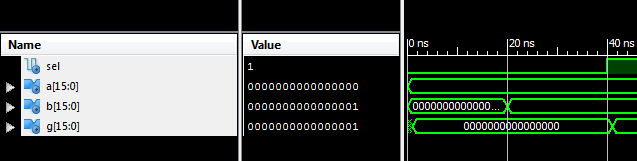 Name Value 0 ns 20 ns 40 ns
sel 1
a[15:0] 0000000000000000
b[15:0] 0000000000000001 0000000000000...
g[15:0] 0000000000000001 0000000000000000